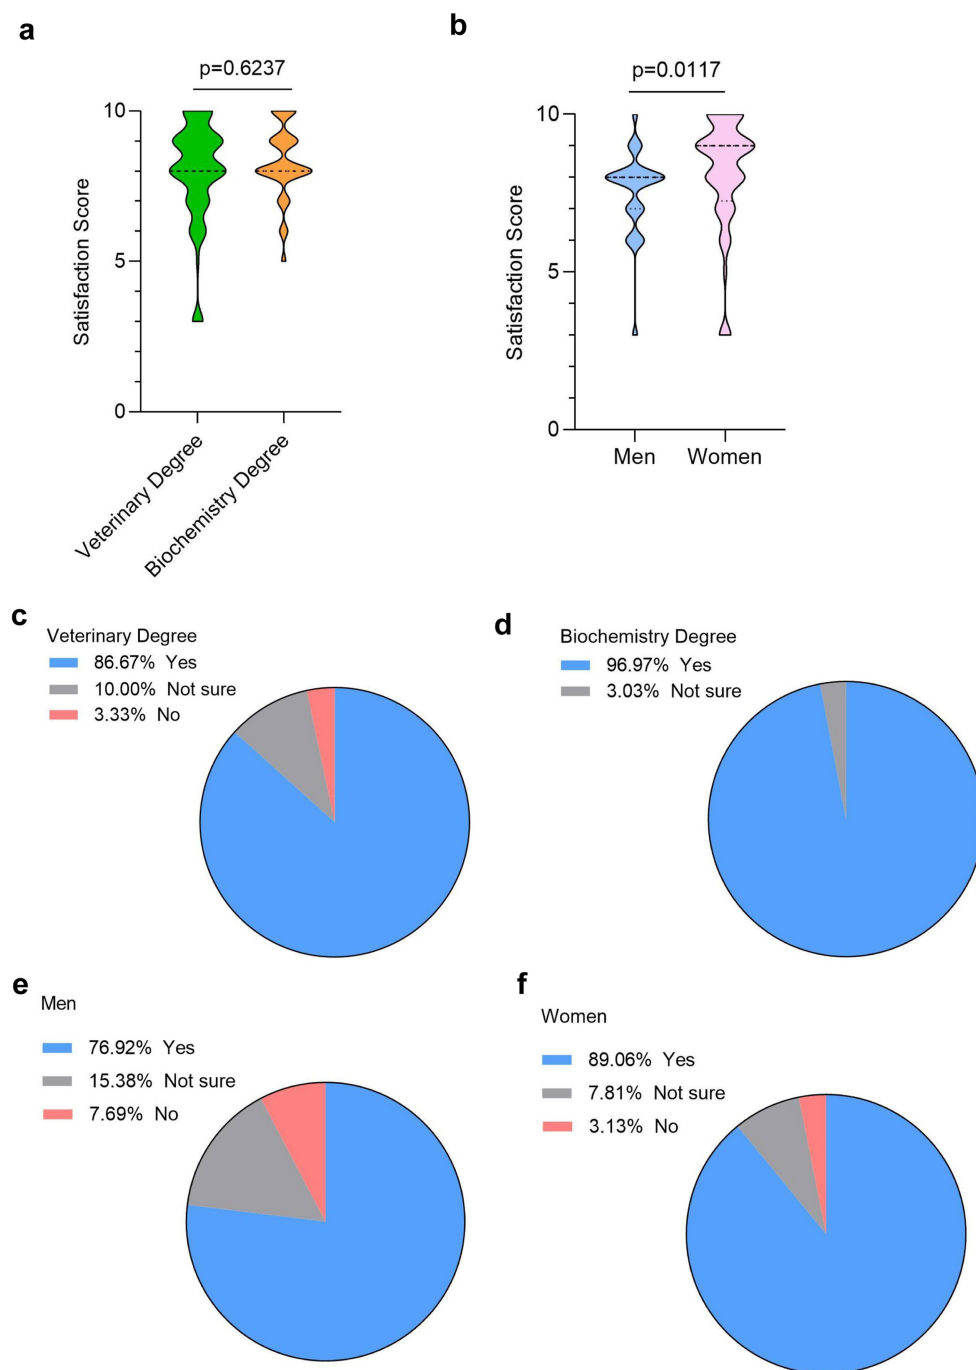 a
p=0.6237
10
5
0
Satisfaction Score
Veterinary Degree
Biochemistry Degree
b
p=0.0117
10
5
0
Satisfaction Score
Men
Women
c
Veterinary Degree
86.67% Yes
10.00% Not sure
3.33% No
d
Biochemistry Degree
96.97% Yes
3.03% Not sure
e
Men
76.92% Yes
15.38% Not sure
7.69% No
f
Women
89.06% Yes
7.81% Not sure
3.13% No